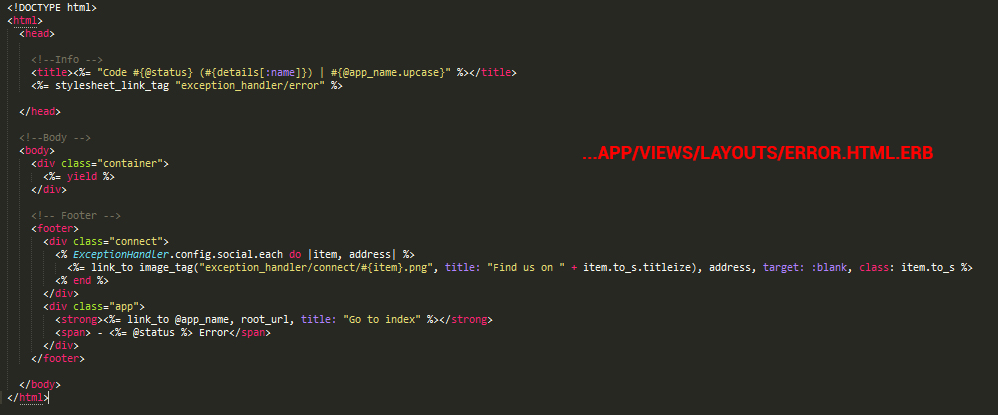 <!DOCTYPE html>
<html>
<head>
<!--Info -->
<title><%= "Code #{@status} (#{details[:name]}) | #{@app_name.upcase}" %></title>
<%= stylesheet_link_tag "exception_handler/error" %>
</head>
<!--Body -->
<body>
<div class="container">
<%= yield %>
</div>
...APP/VIEWS/LAYOUTS/ERROR.HTML.ERB
<!-- Footer -->
<footer>
<div class="connect">
<% ExceptionHandler.config.social.each do |item, address| %>
<%= link_to image_tag("exception_handler/connect/#{item}.png", title: "Find us on " + item.to_s.titleize), address, target: :blank, class: item.to_s %>
<% end %>
</div>
<div class="app">
<strong><%= link_to @app_name, root_url, title: "Go to index" %></strong>
<span> - <%= @status %> Error</span>
</div>
</footer>
</body>
</html>